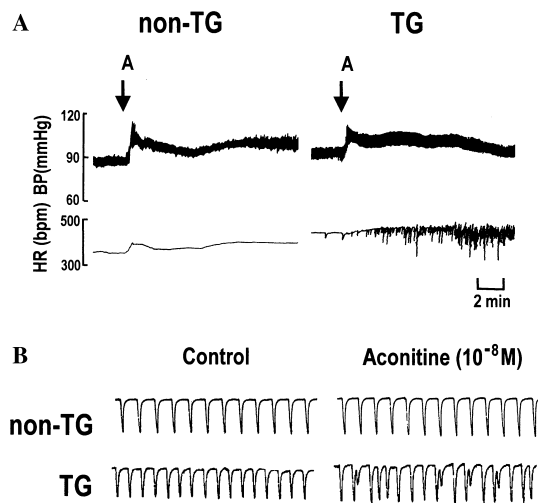 A
non-TG TG
A A
120
90
60
BP(mmHg)
500
300
HR (bpm)
2 min
B
Control Aconitine (10⁻⁸M)
non-TG
TG